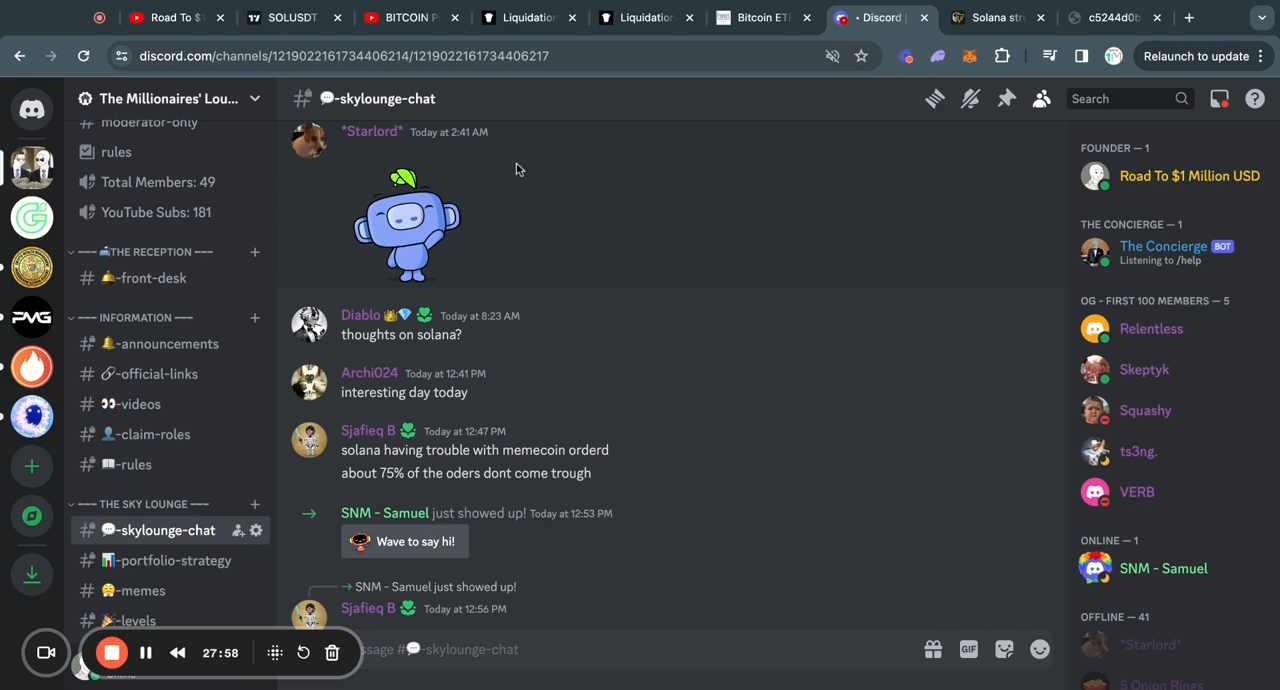 Road To $1
SOLUSDT
BITCOIN P
Liquidation
Liquidation
Bitcoin ETF
• Discord |
Solana stru
c5244d0b
discord.com/channels/1219022161734406214/1219022161734406217
Relaunch to update
The Millionaires' Lou...
💬-skylounge-chat
Search
moderator-only
rules
Total Members: 49
YouTube Subs: 181
––– 🛎️THE RECEPTION –––
🔔-front-desk
––– INFORMATION –––
🔔-announcements
🔗-official-links
👀-videos
👤-claim-roles
📖-rules
––– THE SKY LOUNGE –––
💬-skylounge-chat
📊-portfolio-strategy
😤-memes
🎉-levels
Online
PMG
27:58
*Starlord* Today at 2:41 AM
Diablo 👑💎 Today at 8:23 AM
thoughts on solana?
Archi024 Today at 12:41 PM
interesting day today
Sjafieq B Today at 12:47 PM
solana having trouble with memecoin orderd
about 75% of the oders dont come trough
SNM - Samuel just showed up! Today at 12:53 PM
Wave to say hi!
SNM - Samuel just showed up!
Sjafieq B Today at 12:56 PM
ssage #💬-skylounge-chat
GIF
FOUNDER — 1
Road To $1 Million USD
THE CONCIERGE — 1
The Concierge BOT
Listening to /help
OG - FIRST 100 MEMBERS — 5
Relentless
Skeptyk
Squashy
ts3ng.
VERB
ONLINE — 1
SNM - Samuel
OFFLINE — 41
*Starlord*
5 Onion Rings